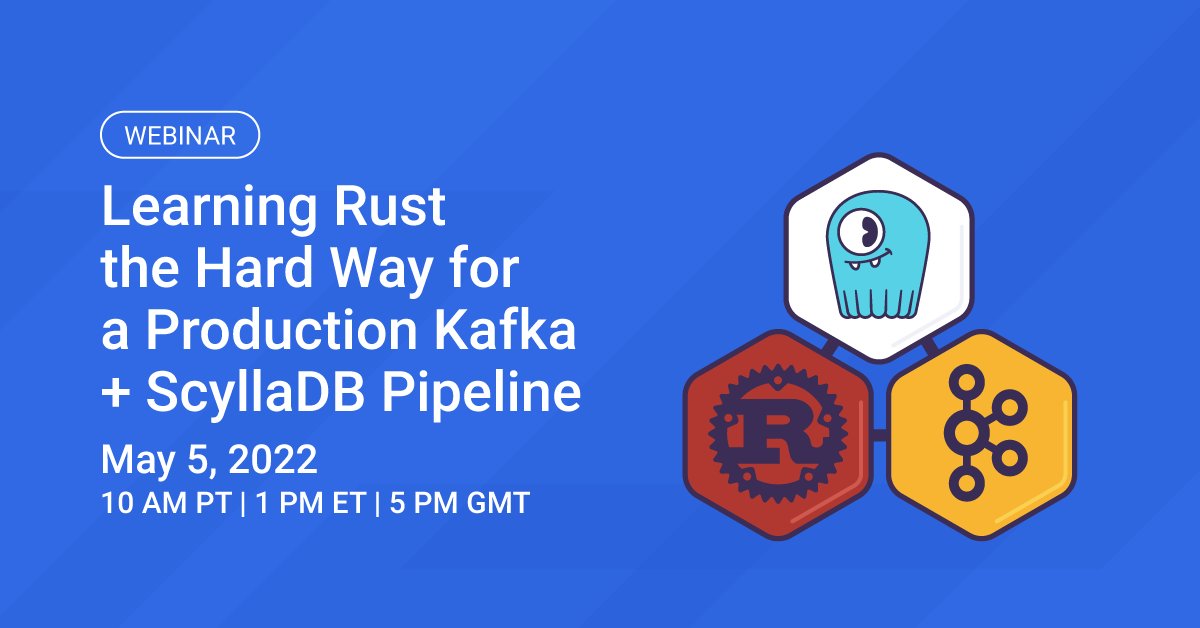 WEBINAR
Learning Rust
the Hard Way for
a Production Kafka
+ ScyllaDB Pipeline
May 5, 2022
10 AM PT | 1 PM ET | 5 PM GMT
R